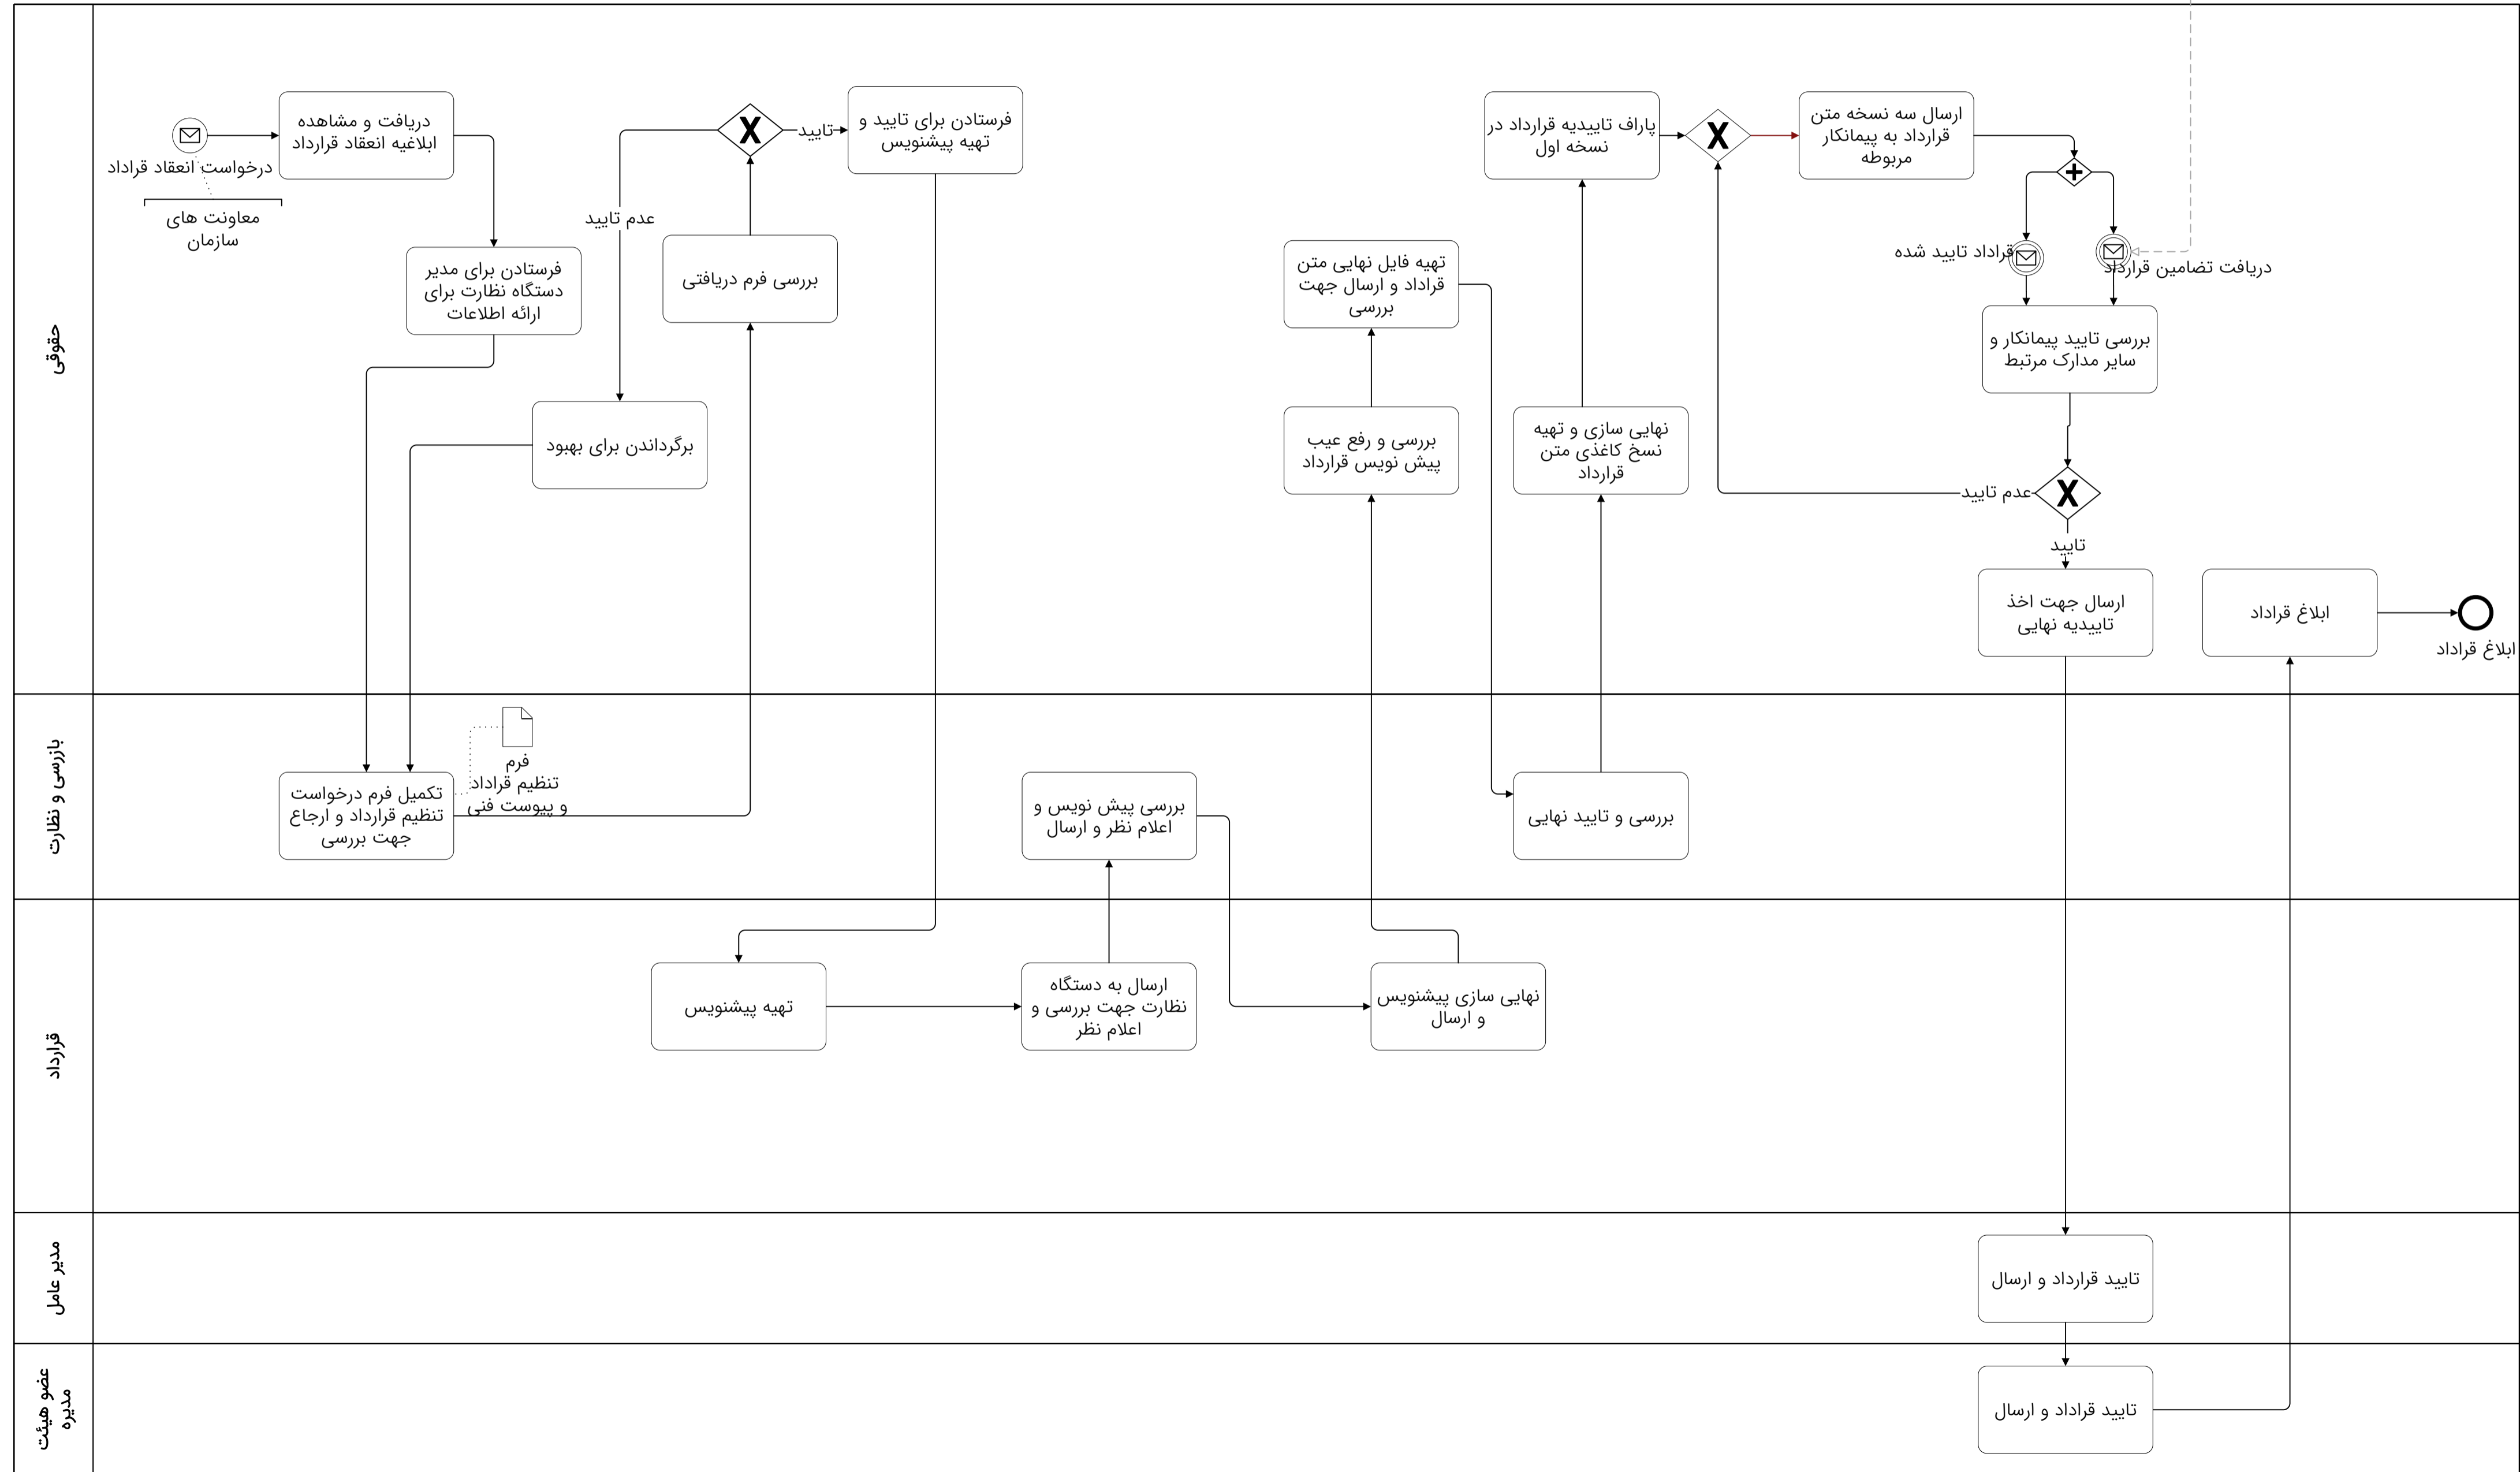 حقوقی
درخواست انعقاد قراداد
معاونت های
سازمان
دریافت و مشاهده
ابلاغیه انعقاد قرارداد
فرستادن برای مدیر
دستگاه نظارت برای
ارائه اطلاعات
عدم تایید
تایید
فرستادن برای تایید و
تهیه پیشنویس
بررسی فرم دریافتی
برگرداندن برای بهبود
تهیه فایل نهایی متن
قراداد و ارسال جهت
بررسی
بررسی و رفع عیب
پیش نویس قرارداد
پاراف تاییدیه قرارداد در
نسخه اول
نهایی سازی و تهیه
نسخ کاغذی متن
قرارداد
ارسال سه نسخه متن
قرارداد به پیمانکار
مربوطه
قراداد تایید شده
دریافت تضامین قرارداد
بررسی تایید پیمانکار و
سایر مدارک مرتبط
عدم تایید
تایید
ارسال جهت اخذ
تاییدیه نهایی
ابلاغ قراداد
ابلاغ قراداد
بازرسی و نظارت
تکمیل فرم درخواست
تنظیم قرارداد و ارجاع
جهت بررسی
فرم
تنظیم قراداد
و پیوست فنی
بررسی پیش نویس و
اعلام نظر و ارسال
بررسی و تایید نهایی
قرارداد
تهیه پیشنویس
ارسال به دستگاه
نظارت جهت بررسی و
اعلام نظر
نهایی سازی پیشنویس
و ارسال
مدیر عامل
تایید قرارداد و ارسال
عضو هیئت
مدیره
تایید قراداد و ارسال